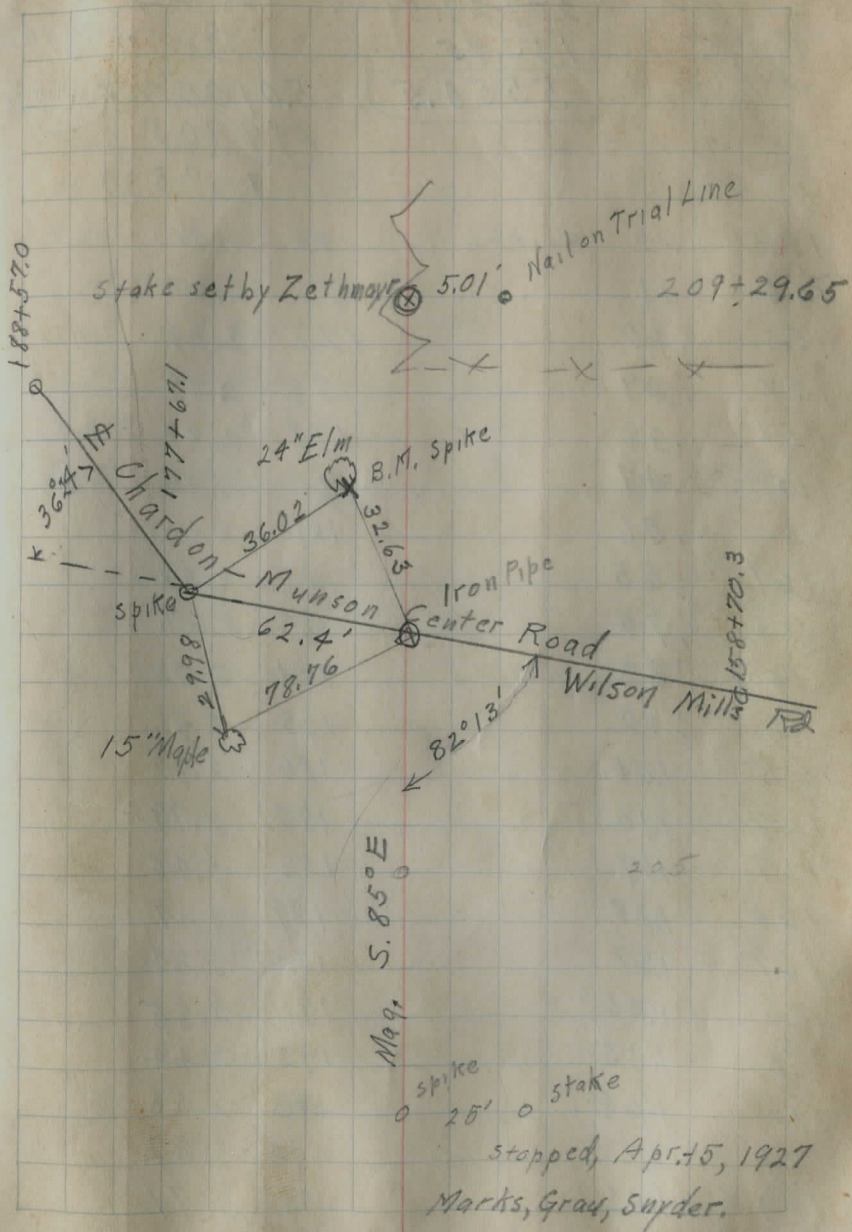 Nail on Trial Line
Stake set by Zethmayr 5.01' 209+29.65
188+57.0
177+67.1
24" Elm
B.M. Spike
36.02
32.63
Iron Pipe
spike
Chardon - Munson Center Road
62.4'
Wilson Mills Rd
158+70.3
29.98
78.76
15" Maple
82°13'
Mag. S. 85° E
205
spike
stake
25'
stopped, Apr. 15, 1927
Marks, Gray, Snyder.